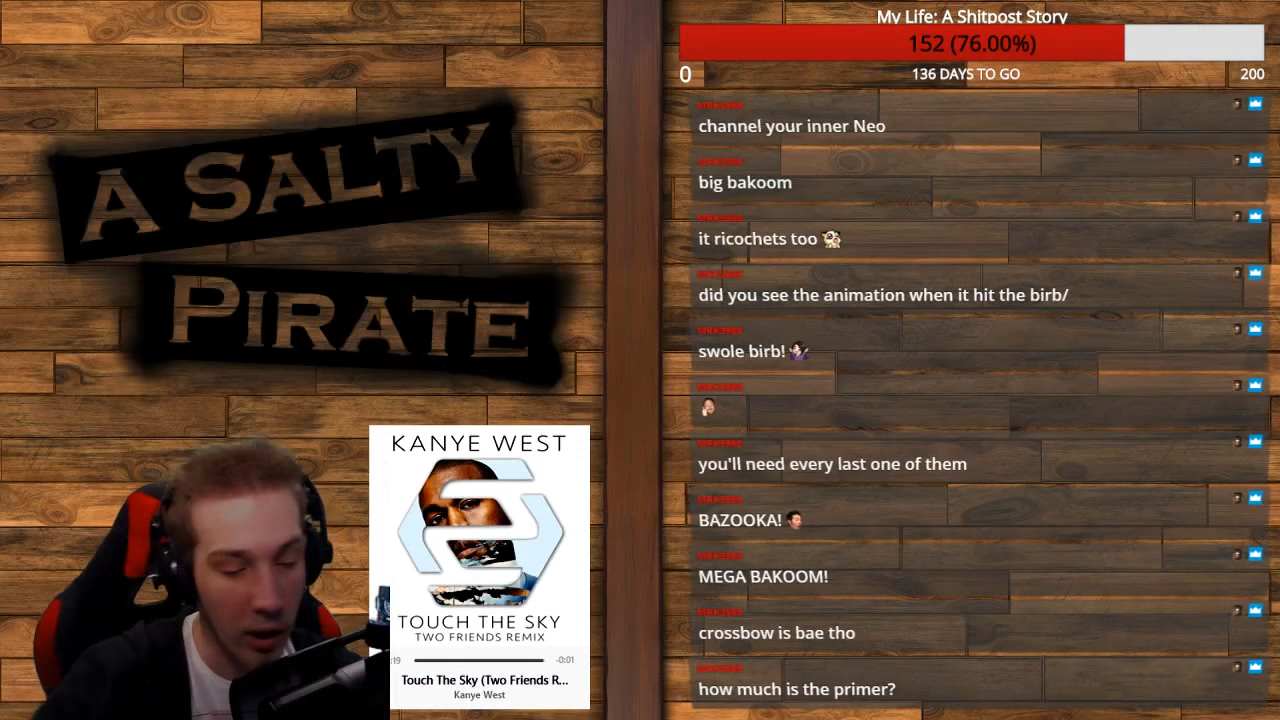 My Life: A Shitpost Story
152 (76.00%)
0 136 DAYS TO GO 200
A SALTY
PIRATE
channel your inner Neo
big bakoom
it ricochets too
did you see the animation when it hit the birb/
swole birb!
you'll need every last one of them
BAZOOKA!
MEGA BAKOOM!
crossbow is bae tho
how much is the primer?
KANYE WEST
TOUCH THE SKY
TWO FRIENDS REMIX
:19 -0:01
Touch The Sky (Two Friends R...
Kanye West